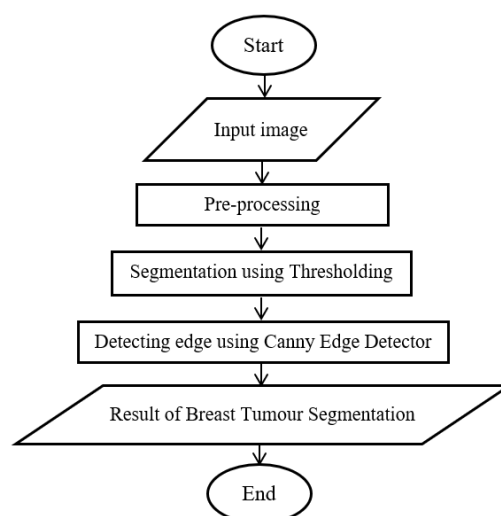 Start
Input image
Pre-processing
Segmentation using Thresholding
Detecting edge using Canny Edge Detector
Result of Breast Tumour Segmentation
End